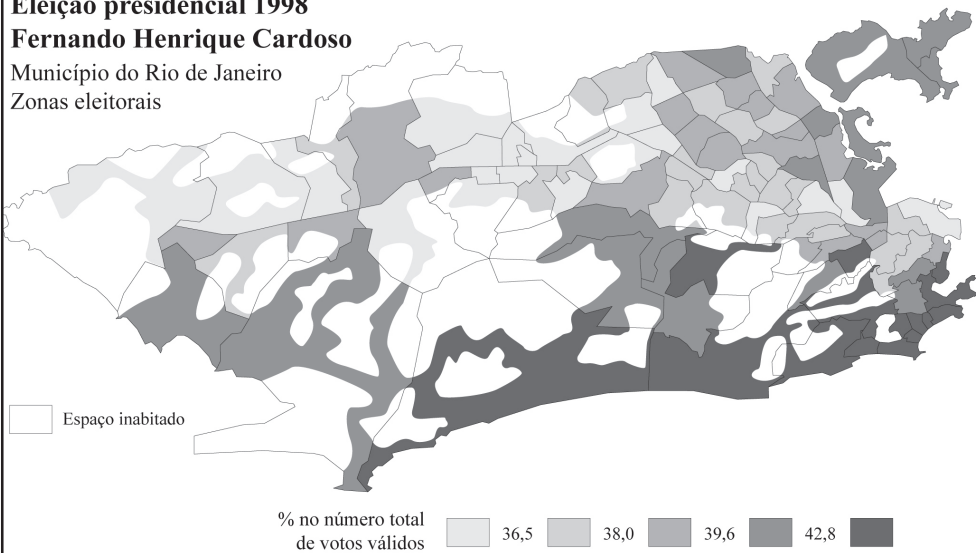 Eleição presidencial 1998
Fernando Henrique Cardoso
Município do Rio de Janeiro
Zonas eleitorais
Espaço inabitado
% no número total
de votos válidos
36,5 38,0 39,6 42,8